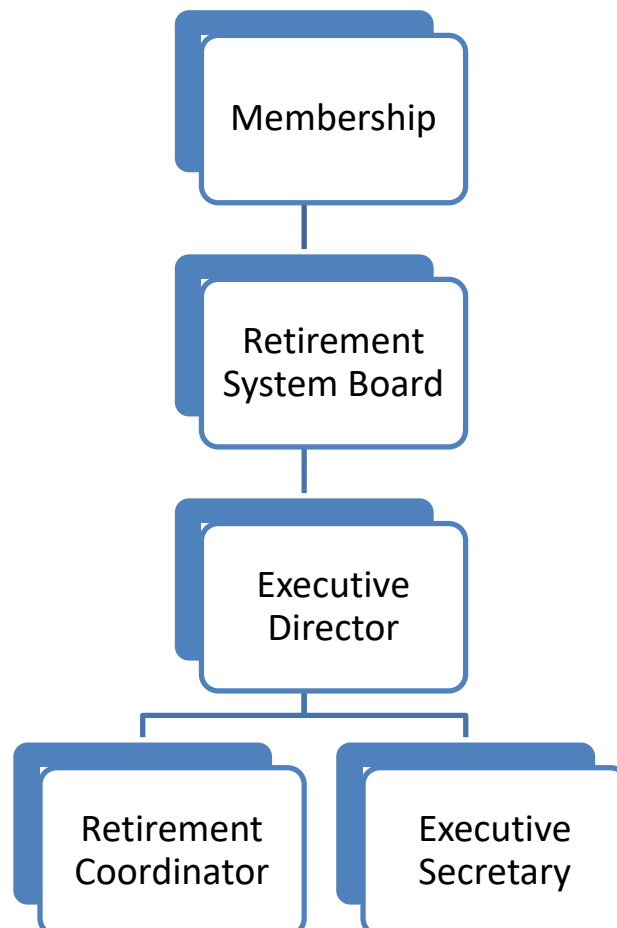 Membership
Retirement
System Board
Executive
Director
Retirement
Coordinator
Executive
Secretary